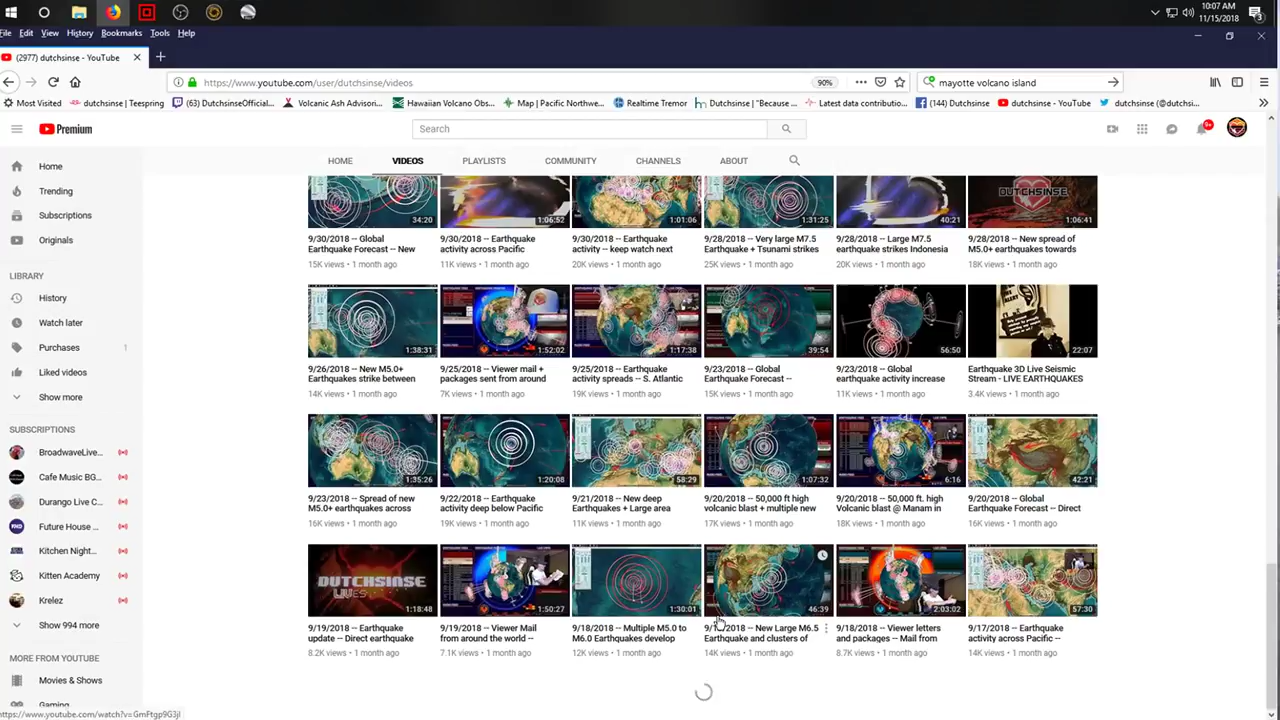 10:07 AM
11/15/2018
3
File Edit View History Bookmarks Tools Help
(2977) dutchsinse - YouTube
https://www.youtube.com/user/dutchsinse/videos
90%
mayotte volcano island
Most Visited
dutchsinse | Teespring
(63) DutchsinseOfficial...
Volcanic Ash Advisori...
Hawaiian Volcano Obs...
Map | Pacific Northwe...
Realtime Tremor
Dutchsinse | "Because ...
Latest data contributio...
(144) Dutchsinse
dutchsinse - YouTube
dutchsinse (@dutchsi...
Premium
Search
9+
HOME VIDEOS PLAYLISTS COMMUNITY CHANNELS ABOUT
Home
Trending
Subscriptions
Originals
LIBRARY
History
Watch later
Purchases 1
Liked videos
Show more
SUBSCRIPTIONS
BroadwaveLive...
Cafe Music BG...
Durango Live C...
Future House ...
Kitchen Night...
Kitten Academy
Krelez
Show 994 more
MORE FROM YOUTUBE
Movies & Shows
Gaming
34:20
9/30/2018 -- Global
Earthquake Forecast -- New
15K views • 1 month ago
1:06:52
9/30/2018 -- Earthquake
activity across Pacific
11K views • 1 month ago
1:01:06
9/30/2018 -- Earthquake
activity -- keep watch next
20K views • 1 month ago
1:31:25
9/28/2018 -- Very large M7.5
Earthquake + Tsunami strikes
25K views • 1 month ago
40:21
9/28/2018 -- Large M7.5
earthquake strikes Indonesia
20K views • 1 month ago
DUTCHSINSE
1:06:41
9/28/2018 -- New spread of
M5.0+ earthquakes towards
18K views • 1 month ago
1:38:31
9/26/2018 -- New M5.0+
Earthquakes strike between
14K views • 1 month ago
1:52:02
9/25/2018 -- Viewer mail +
packages sent from around
7K views • 1 month ago
1:17:38
9/25/2018 -- Earthquake
activity spreads -- S. Atlantic
19K views • 1 month ago
39:54
9/23/2018 -- Global
Earthquake Forecast --
15K views • 1 month ago
56:50
9/23/2018 -- Global
earthquake activity increase
11K views • 1 month ago
22:07
Earthquake 3D Live Seismic
Stream - LIVE EARTHQUAKES
3.4K views • 1 month ago
1:35:26
9/23/2018 -- Spread of new
M5.0+ earthquakes across
16K views • 1 month ago
1:20:08
9/22/2018 -- Earthquake
activity deep below Pacific
19K views • 1 month ago
58:29
9/21/2018 -- New deep
Earthquakes + Large area
11K views • 1 month ago
1:07:32
9/20/2018 -- 50,000 ft high
volcanic blast + multiple new
17K views • 1 month ago
6:16
9/20/2018 -- 50,000 ft. high
Volcanic blast @ Manam in
18K views • 1 month ago
42:21
9/20/2018 -- Global
Earthquake Forecast -- Direct
16K views • 1 month ago
DUTCHSINSE
LIVES
1:18:48
9/19/2018 -- Earthquake
update -- Direct earthquake
8.2K views • 1 month ago
1:50:27
9/19/2018 -- Viewer Mail
from around the world --
7.1K views • 1 month ago
1:30:01
9/18/2018 -- Multiple M5.0 to
M6.0 Earthquakes develop
12K views • 1 month ago
46:39
-- New Large M6.5
Earthquake and clusters of
14K views • 1 month ago
2:03:02
9/18/2018 -- Viewer letters
and packages -- Mail from
8.7K views • 1 month ago
57:30
9/17/2018 -- Earthquake
activity across Pacific --
14K views • 1 month ago